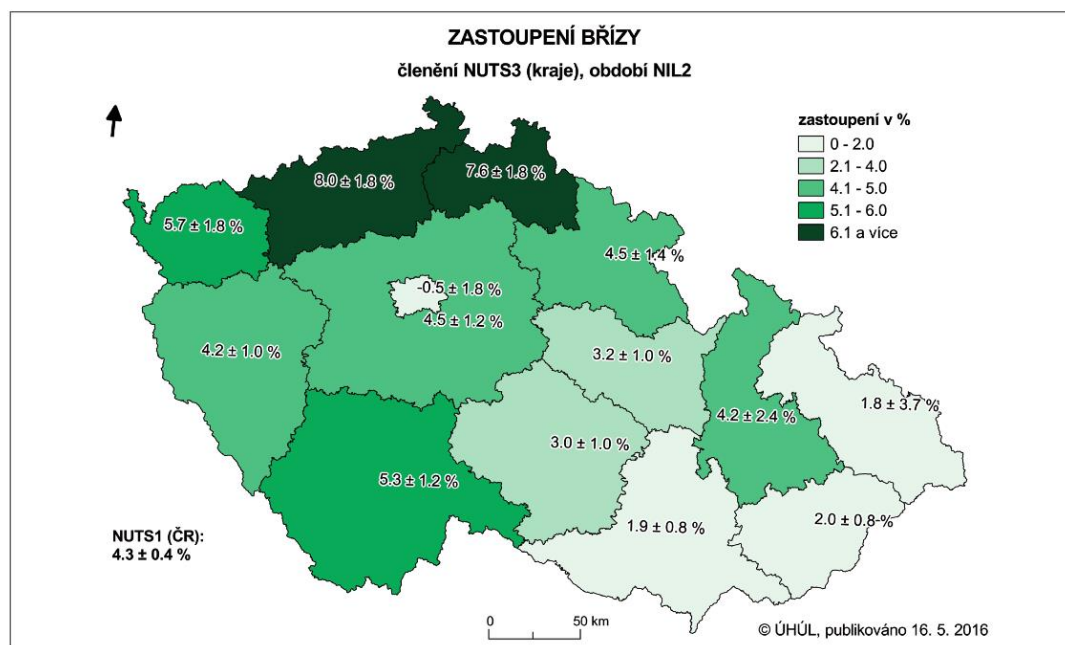 ZASTOUPENÍ BŘÍZY
členění NUTS3 (kraje), období NIL2
zastoupení v %
0 - 2.0
2.1 - 4.0
4.1 - 5.0
5.1 - 6.0
6.1 a více
8.0 ± 1.8 %
7.6 ± 1.8 %
5.7 ± 1.8 %
4.5 ± 1.4 %
-0.5 ± 1.8 %
4.5 ± 1.2 %
4.2 ± 1.0 %
3.2 ± 1.0 %
1.8 ± 3.7 %
4.2 ± 2.4 %
3.0 ± 1.0 %
5.3 ± 1.2 %
1.9 ± 0.8 %
2.0 ± 0.8 %
NUTS1 (ČR):
4.3 ± 0.4 %
0 50 km
© ÚHÚL, publikováno 16. 5. 2016